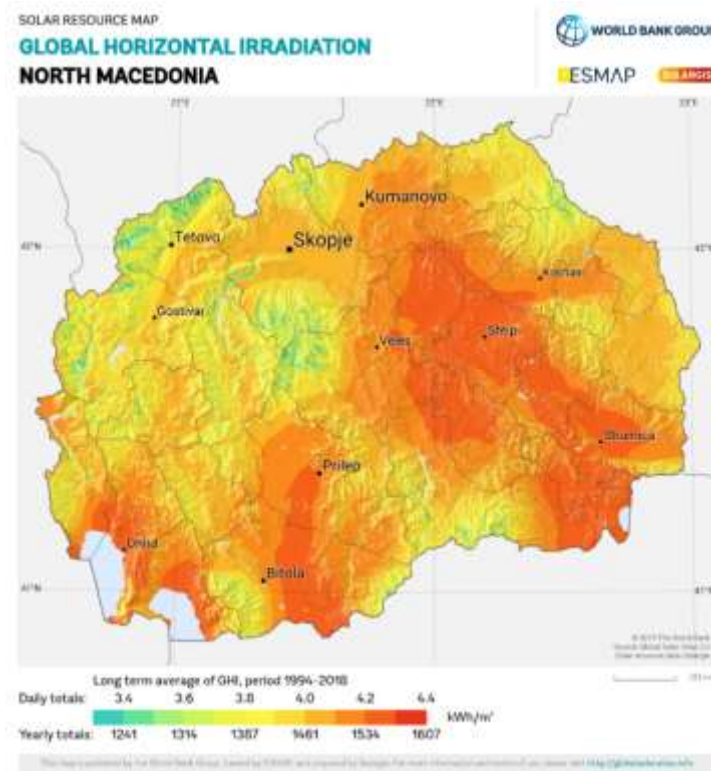 SOLAR RESOURCE MAP
GLOBAL HORIZONTAL IRRADIATION
NORTH MACEDONIA
WORLD BANK GROUP
ESMAP
SOLARGIS
21°E
Kumanovo
Tetovo
Skopje
Gostivar
Veles
Shtip
Prilep
Ohrid
Bitola
Long term average of GHI, period 1994-2018
Daily totals: 3.4 3.6 3.8 4.0 4.2 4.4
kWh/m²
Yearly totals: 1241 1314 1387 1461 1534 1607